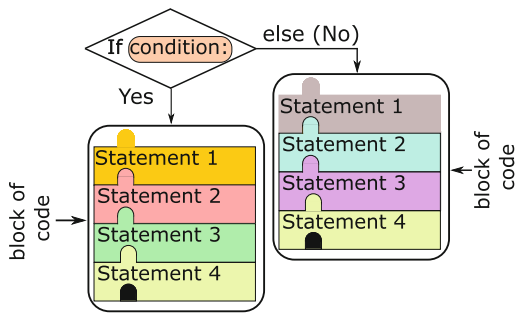 If condition:
else (No)
Yes
Statement 1
Statement 2
Statement 3
Statement 4
block of
code
Statement 1
Statement 2
Statement 3
Statement 4
block of
code